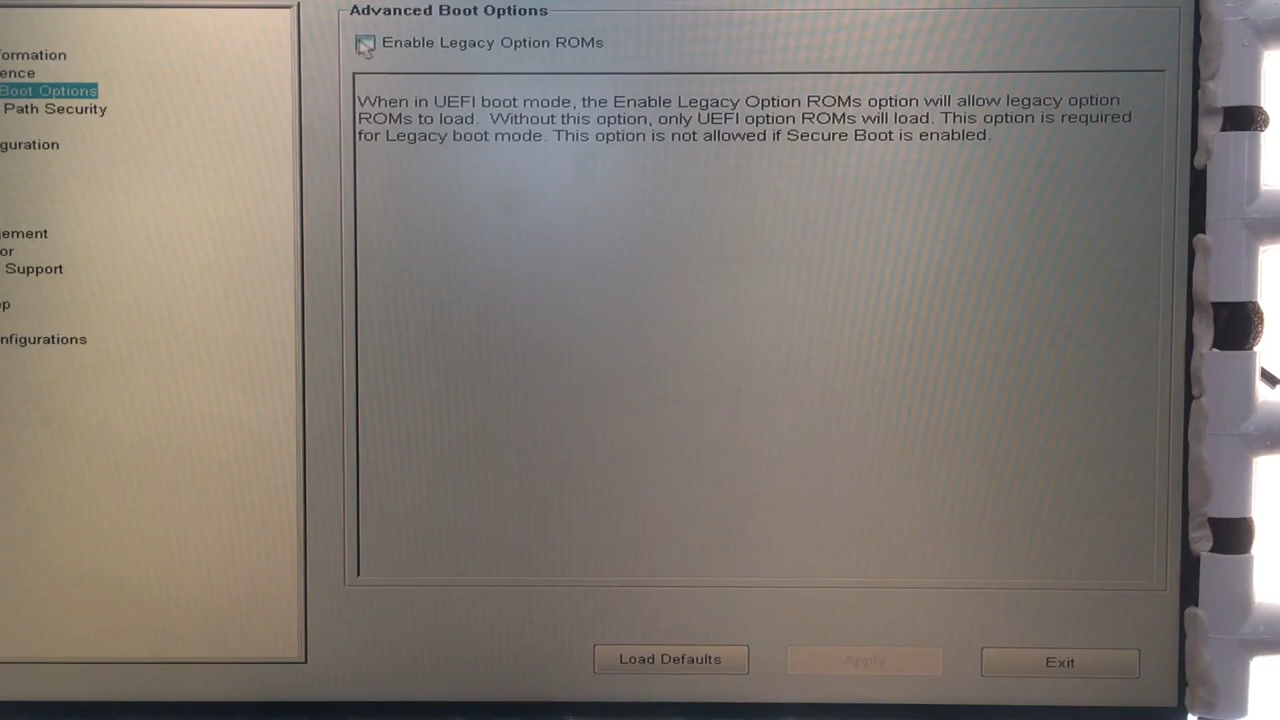 Advanced Boot Options
Enable Legacy Option ROMs
ormation
ence
Boot Options
Path Security
guration
ement
or
Support
p
nfigurations
When in UEFI boot mode, the Enable Legacy Option ROMs option will allow legacy option
ROMs to load. Without this option, only UEFI option ROMs will load. This option is required
for Legacy boot mode. This option is not allowed if Secure Boot is enabled.
Load Defaults
Apply
Exit